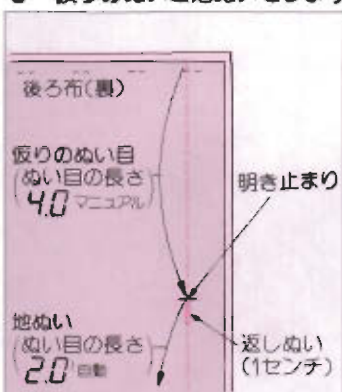 後ろ布(裏)
仮りのぬい目
(ぬい目の長さ)
4.0 マニュアル
明き止まり
地ぬい
(ぬい目の長さ)
2.0 自動
返しぬい
(1センチ)